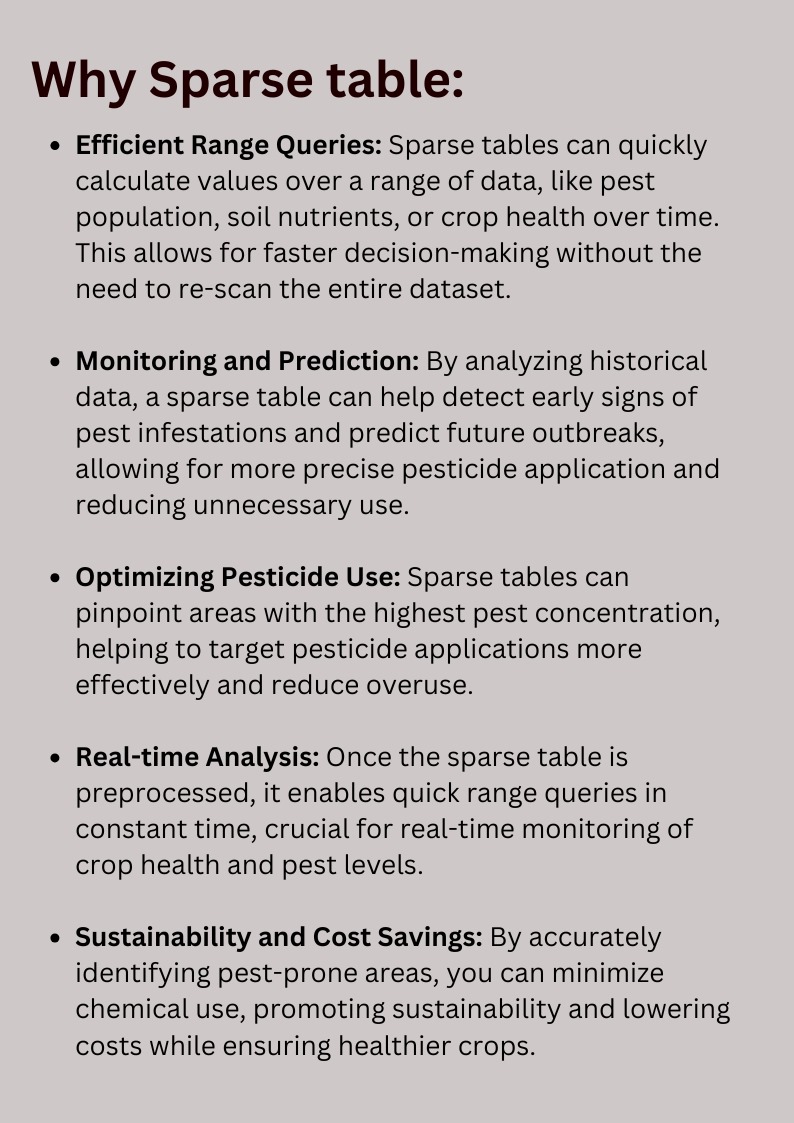 Why Sparse table:
• Efficient Range Queries: Sparse tables can quickly
calculate values over a range of data, like pest
population, soil nutrients, or crop health over time.
This allows for faster decision-making without the
need to re-scan the entire dataset.
• Monitoring and Prediction: By analyzing historical
data, a sparse table can help detect early signs of
pest infestations and predict future outbreaks,
allowing for more precise pesticide application and
reducing unnecessary use.
• Optimizing Pesticide Use: Sparse tables can
pinpoint areas with the highest pest concentration,
helping to target pesticide applications more
effectively and reduce overuse.
• Real-time Analysis: Once the sparse table is
preprocessed, it enables quick range queries in
constant time, crucial for real-time monitoring of
crop health and pest levels.
• Sustainability and Cost Savings: By accurately
identifying pest-prone areas, you can minimize
chemical use, promoting sustainability and lowering
costs while ensuring healthier crops.